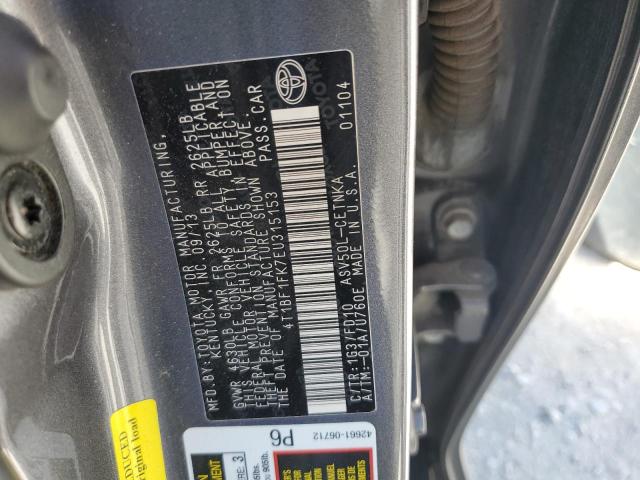 MFD.BY:TOYOTA MOTOR MANUFACTURING,
KENTUCKY, INC. 09/13
GVWR 4630LB GAWR FR 2625LB RR 2625LB
THIS VEHICLE CONFORMS TO ALL APPLICABLE
FEDERAL MOTOR VEHICLE SAFETY, BUMPER, AND
THEFT PREVENTION STANDARDS IN EFFECT ON
THE DATE OF MANUFACTURE SHOWN ABOVE.
4T1BF1FK7EU315153 PASS.CAR
TOYOTA
01104
C/TR:1G3/FD10 ASV50L-CETNKA
A/TM:-01A/U760E MADE IN U.S.A.
P6
42661-06712